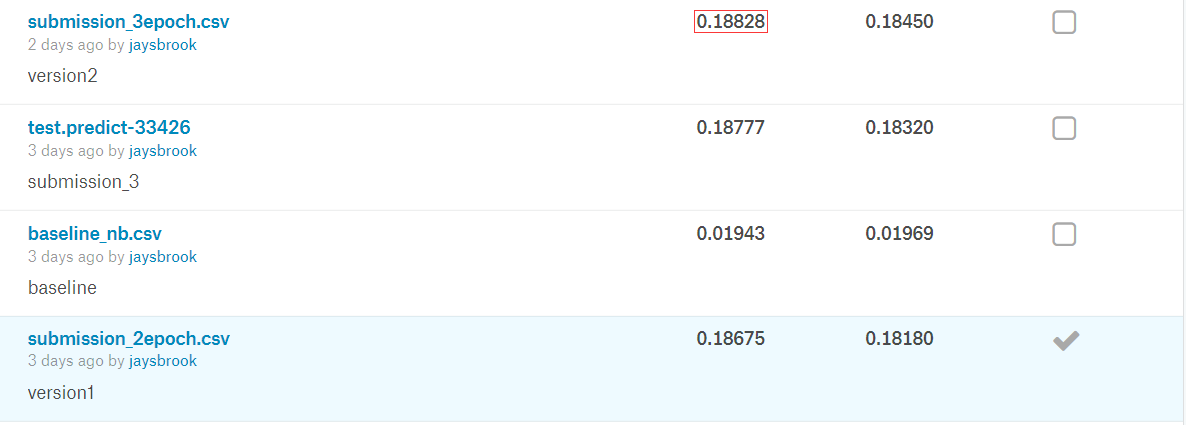 submission_3epoch.csv 0.18828 0.18450
2 days ago by jaysbrook
version2
test.predict-33426 0.18777 0.18320
3 days ago by jaysbrook
submission_3
baseline_nb.csv 0.01943 0.01969
3 days ago by jaysbrook
baseline
submission_2epoch.csv 0.18675 0.18180
3 days ago by jaysbrook
version1